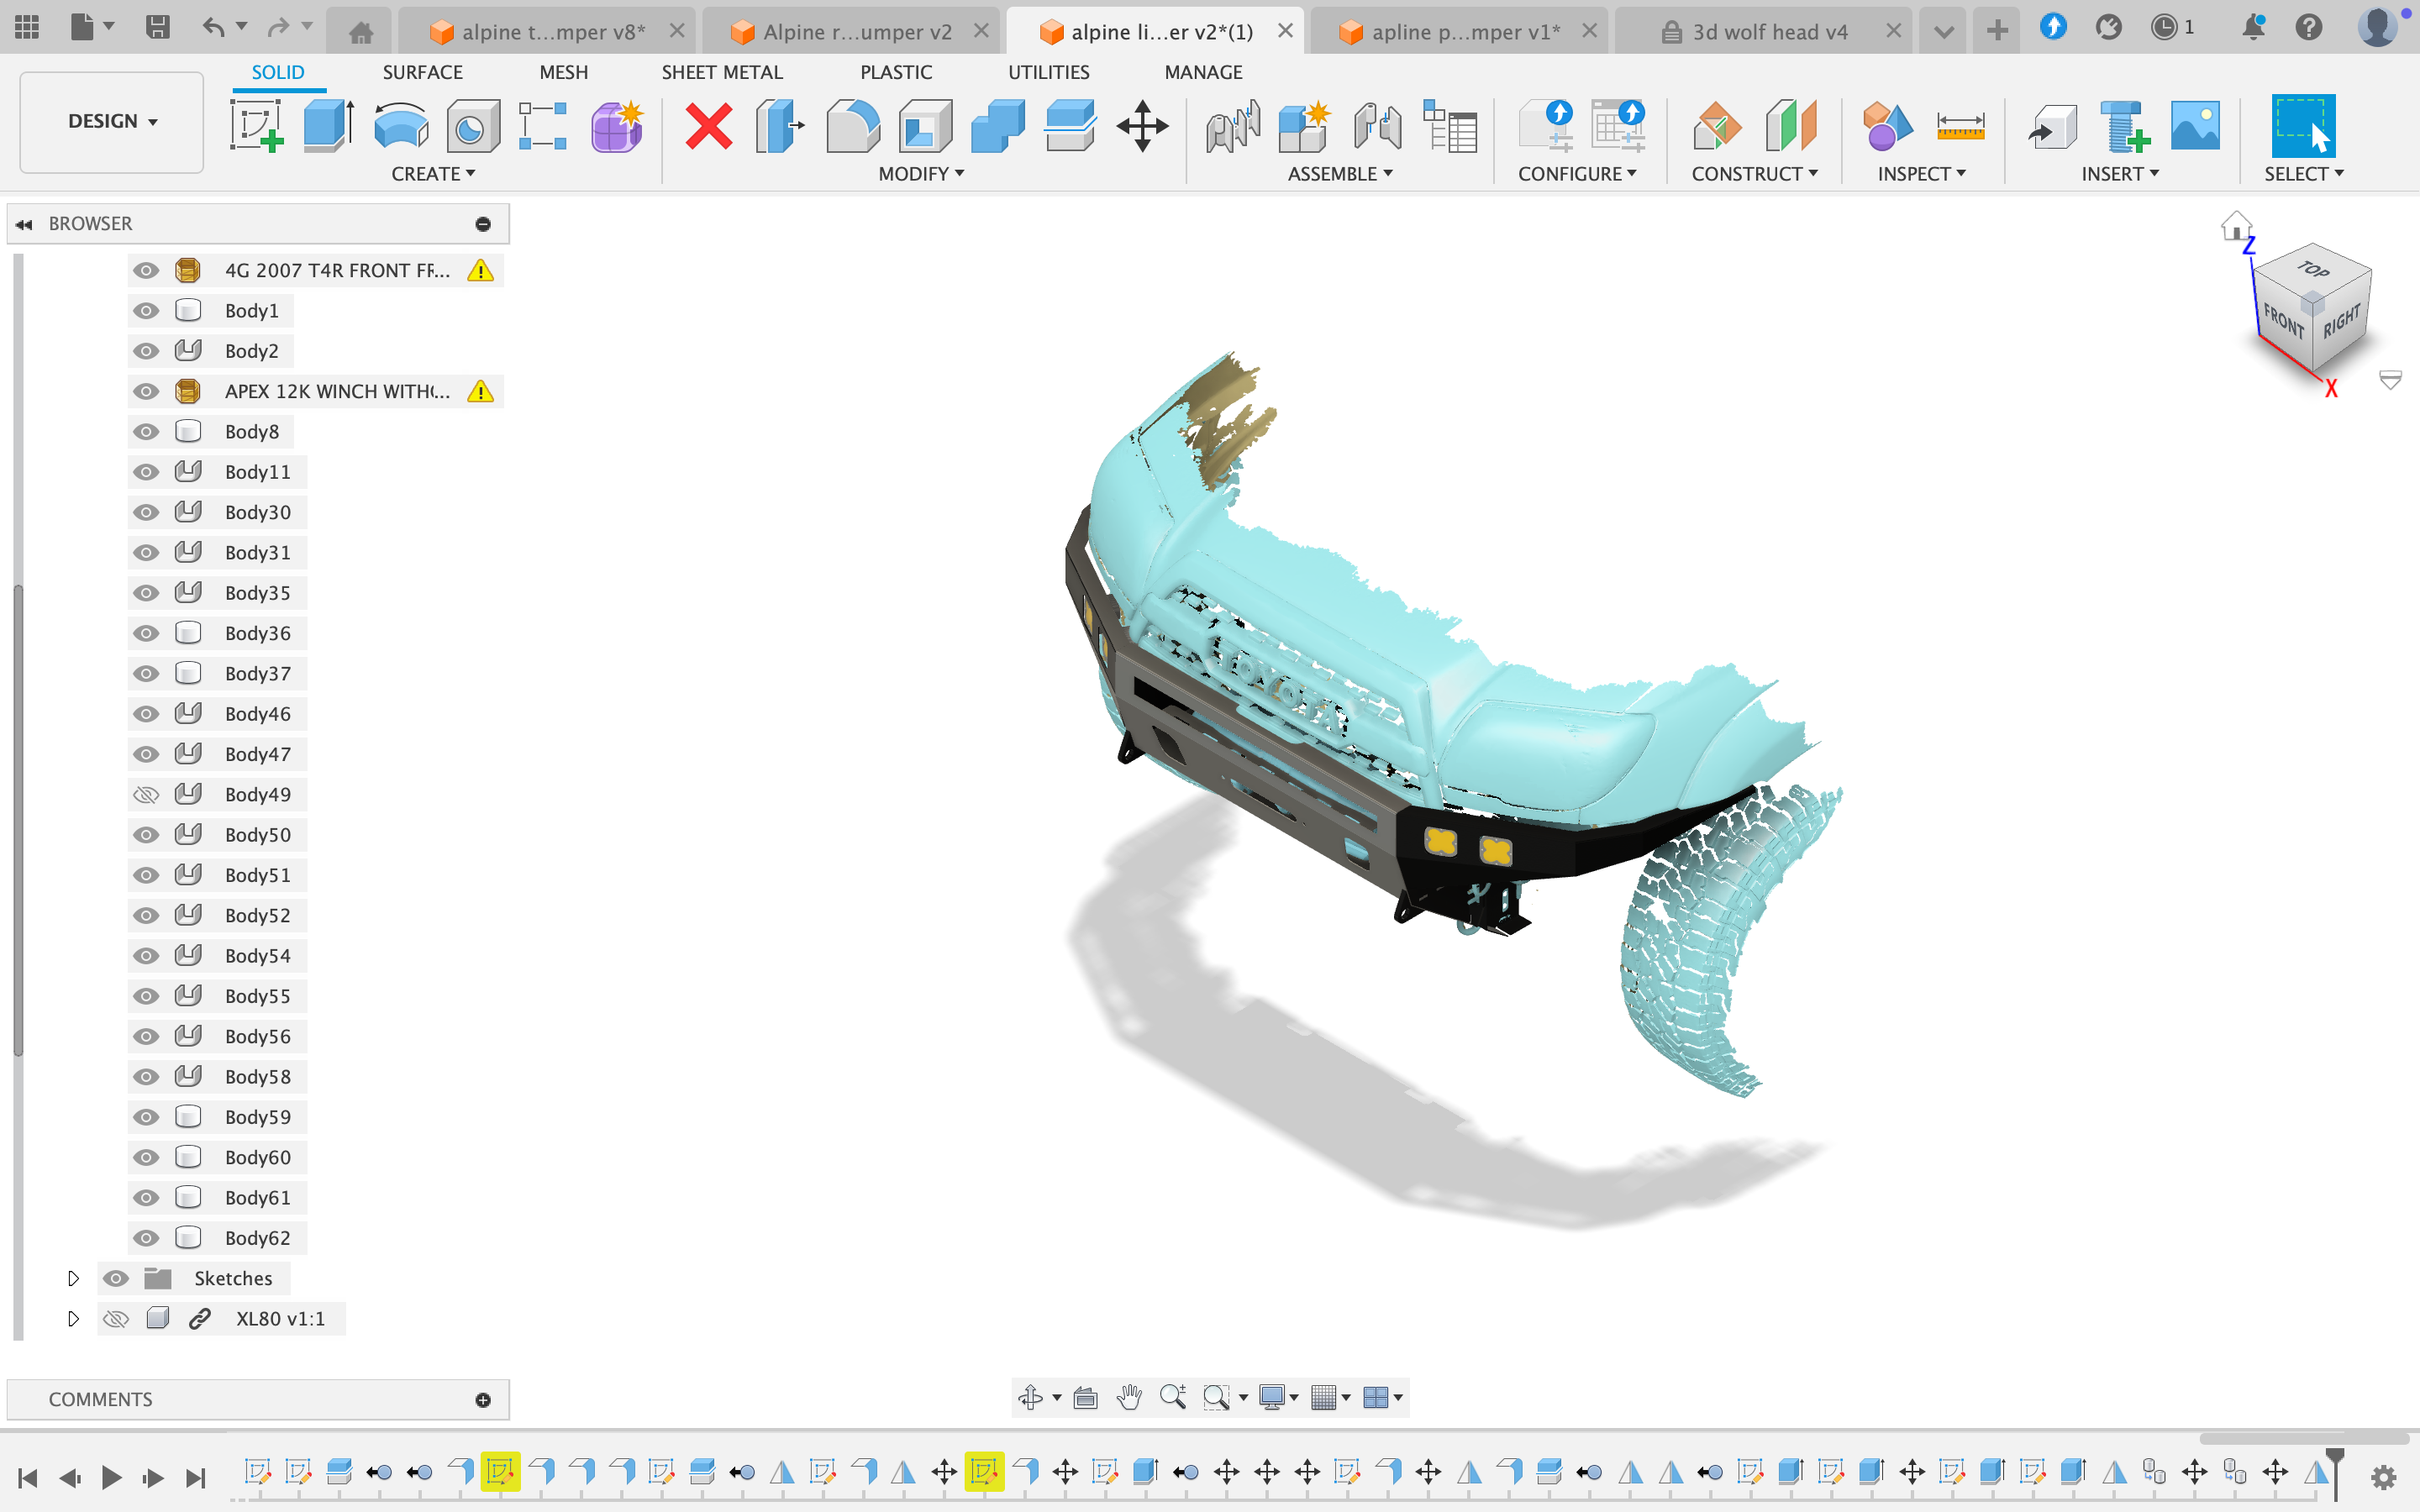 alpine t...mper v8*
Alpine r...umper v2
alpine li...er v2*(1)
apline p...mper v1*
3d wolf head v4
1
DESIGN
SOLID
SURFACE
MESH
SHEET METAL
PLASTIC
UTILITIES
MANAGE
CREATE
MODIFY
ASSEMBLE
CONFIGURE
CONSTRUCT
INSPECT
INSERT
SELECT
BROWSER
4G 2007 T4R FRONT FR...
Body1
Body2
APEX 12K WINCH WITH(...
Body8
Body11
Body30
Body31
Body35
Body36
Body37
Body46
Body47
Body49
Body50
Body51
Body52
Body54
Body55
Body56
Body58
Body59
Body60
Body61
Body62
Sketches
XL80 v1:1
COMMENTS
Z
TOP
FRONT
RIGHT
X
TOYOTA